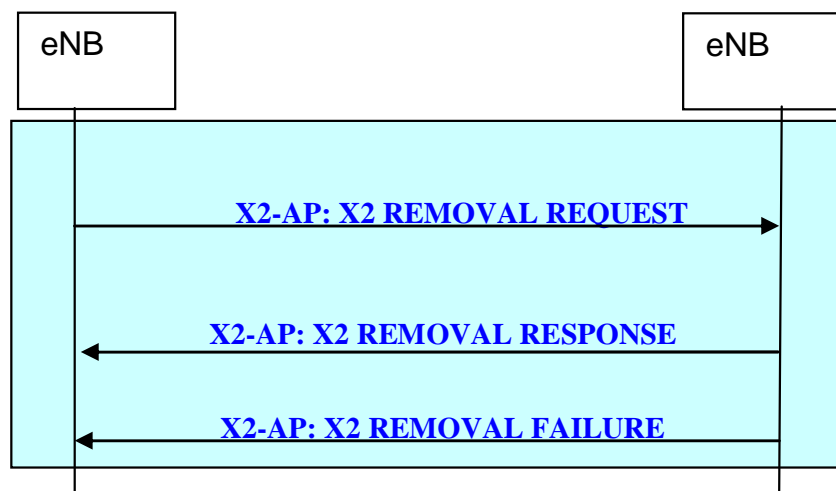 eNB
eNB
X2-AP: X2 REMOVAL REQUEST
X2-AP: X2 REMOVAL RESPONSE
X2-AP: X2 REMOVAL FAILURE